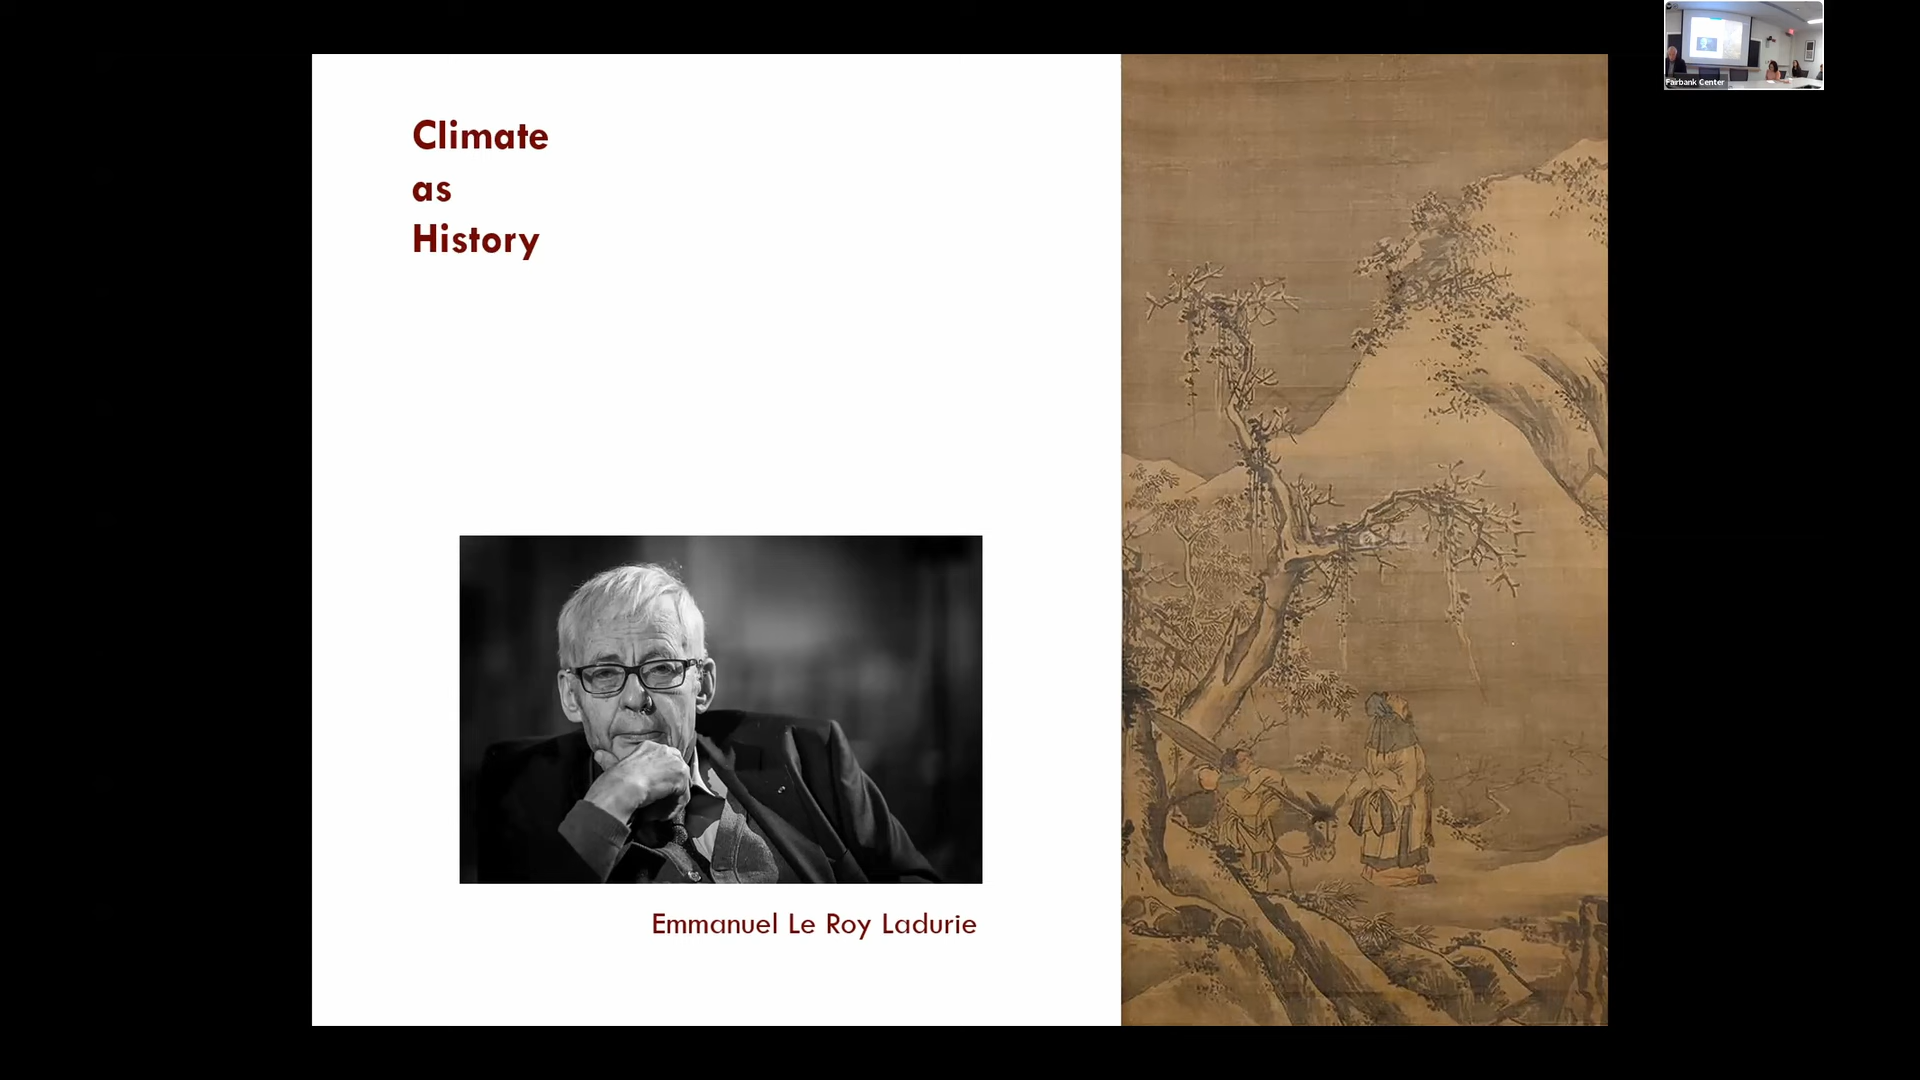 Climate
as
History
Emmanuel Le Roy Ladurie
Fairbank Center